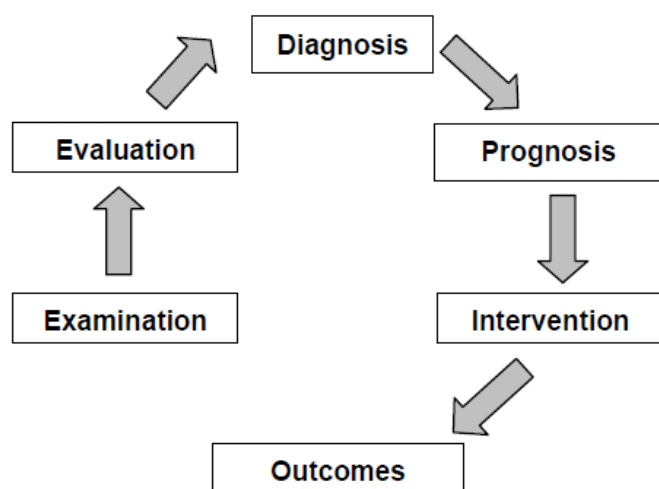 Diagnosis
Evaluation
Prognosis
Examination
Intervention
Outcomes